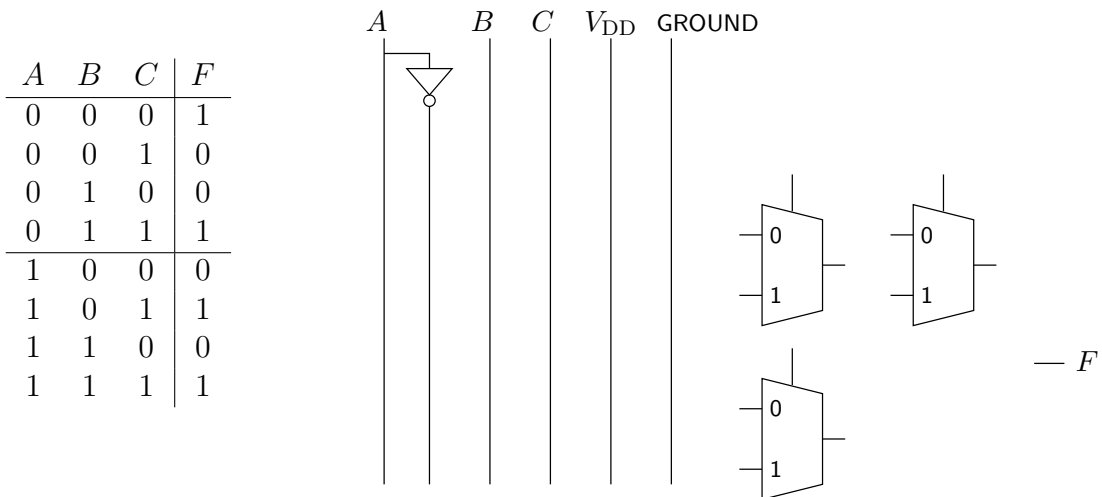 A B C V_DD GROUND
A B C F
0 0 0 1
0 0 1 0
0 1 0 0
0 1 1 1
1 0 0 0
1 0 1 1
1 1 0 0
1 1 1 1
0 0
1 1
F
0
1